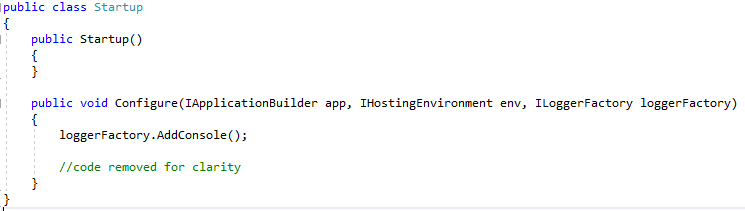 public class Startup
{
    public Startup()
    {
    }
    public void Configure(IApplicationBuilder app, IHostingEnvironment env, ILoggerFactory loggerFactory)
    {
        loggerFactory.AddConsole();
        //code removed for clarity
    }
}